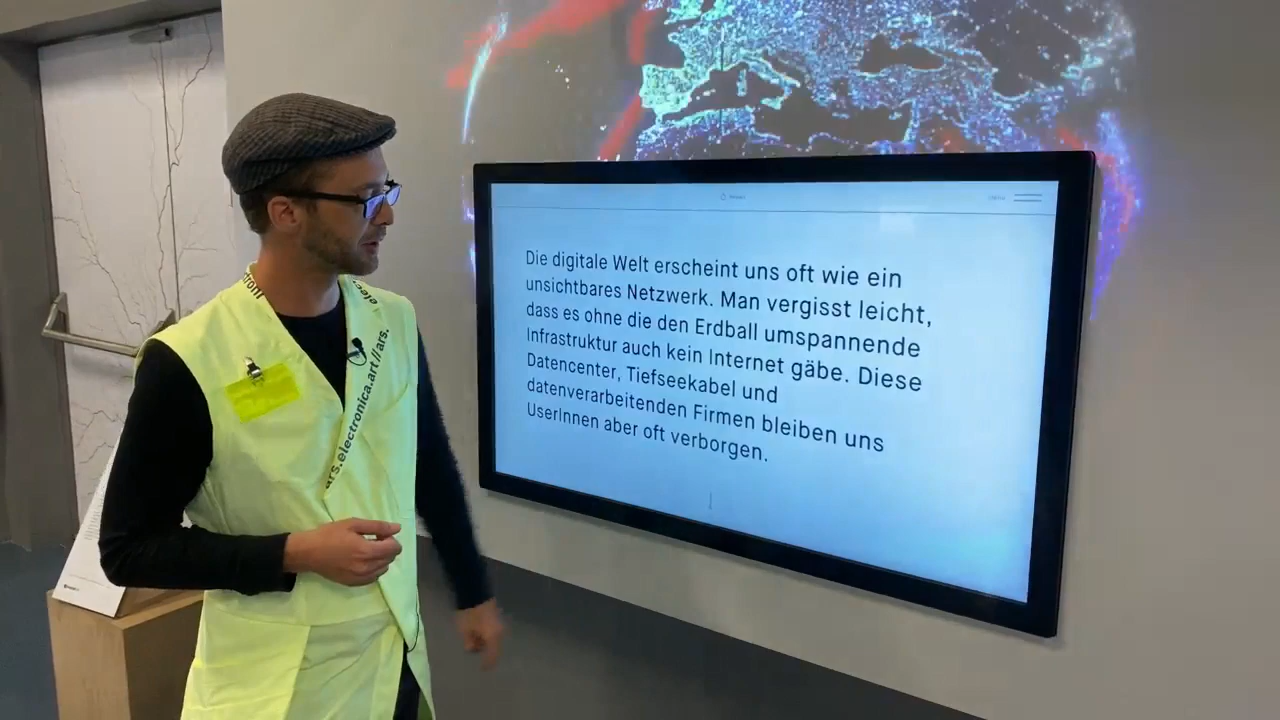 Die digitale Welt erscheint uns oft wie ein
unsichtbares Netzwerk. Man vergisst leicht,
dass es ohne die den Erdball umspannende
Infrastruktur auch kein Internet gäbe. Diese
Datencenter, Tiefseekabel und
datenverarbeitenden Firmen bleiben uns
UserInnen aber oft verborgen.
ars.electronica.art//ars.
elec